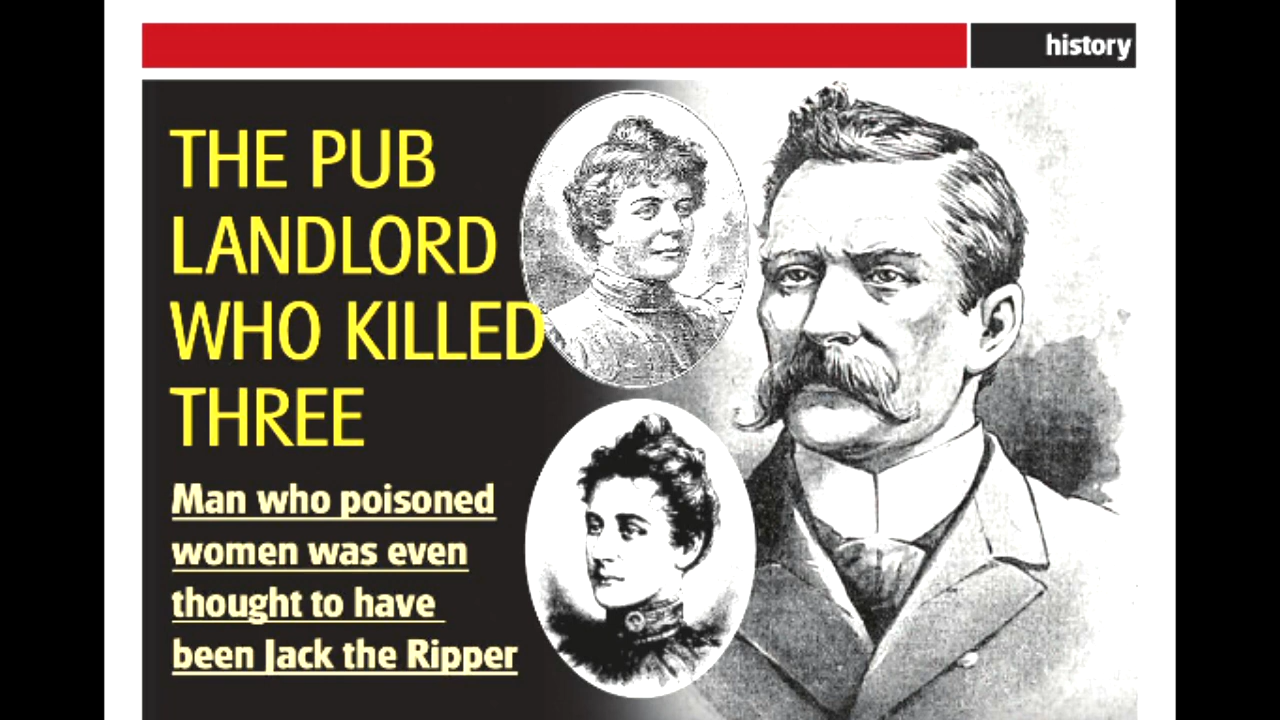 history
THE PUB
LANDLORD
WHO KILLED
THREE
Man who poisoned
women was even
thought to have
been Jack the Ripper